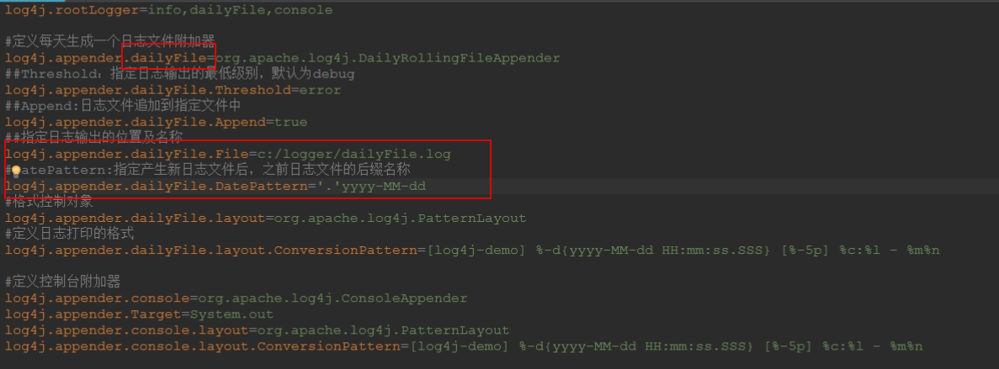 log4j.rootLogger=info,dailyFile,console
#定义每天生成一个日志文件附加器
log4j.appender.dailyFile=org.apache.log4j.DailyRollingFileAppender
##Threshold：指定日志输出的最低级别，默认为debug
log4j.appender.dailyFile.Threshold=error
##Append:日志文件追加到指定文件中
log4j.appender.dailyFile.Append=true
##指定日志输出的位置及名称
log4j.appender.dailyFile.File=c:/logger/dailyFile.log
#atePattern:指定产生新日志文件后，之前日志文件的后缀名称
log4j.appender.dailyFile.DatePattern='.'yyyy-MM-dd
#格式控制对象
log4j.appender.dailyFile.layout=org.apache.log4j.PatternLayout
#定义日志打印的格式
log4j.appender.dailyFile.layout.ConversionPattern=[log4j-demo] %-d{yyyy-MM-dd HH:mm:ss.SSS} [%-5p] %c:%l - %m%n
#定义控制台附加器
log4j.appender.console=org.apache.log4j.ConsoleAppender
log4j.appender.Target=System.out
log4j.appender.console.layout=org.apache.log4j.PatternLayout
log4j.appender.console.layout.ConversionPattern=[log4j-demo] %-d{yyyy-MM-dd HH:mm:ss.SSS} [%-5p] %c:%l - %m%n